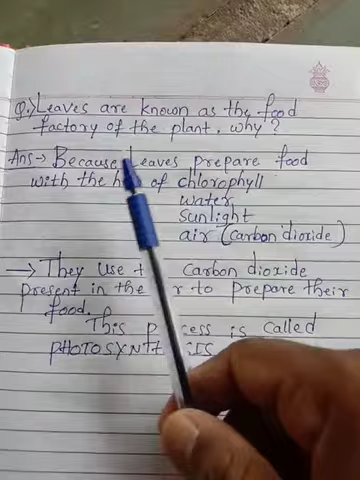 Q.) Leaves are known as the food
factory of the plant. Why?
Ans → Because Leaves prepare food
with the of chlorophyll
water
sunlight
air (carbon dioxide)
→ They use carbon dioxide
present in the to prepare their
food.
This is called